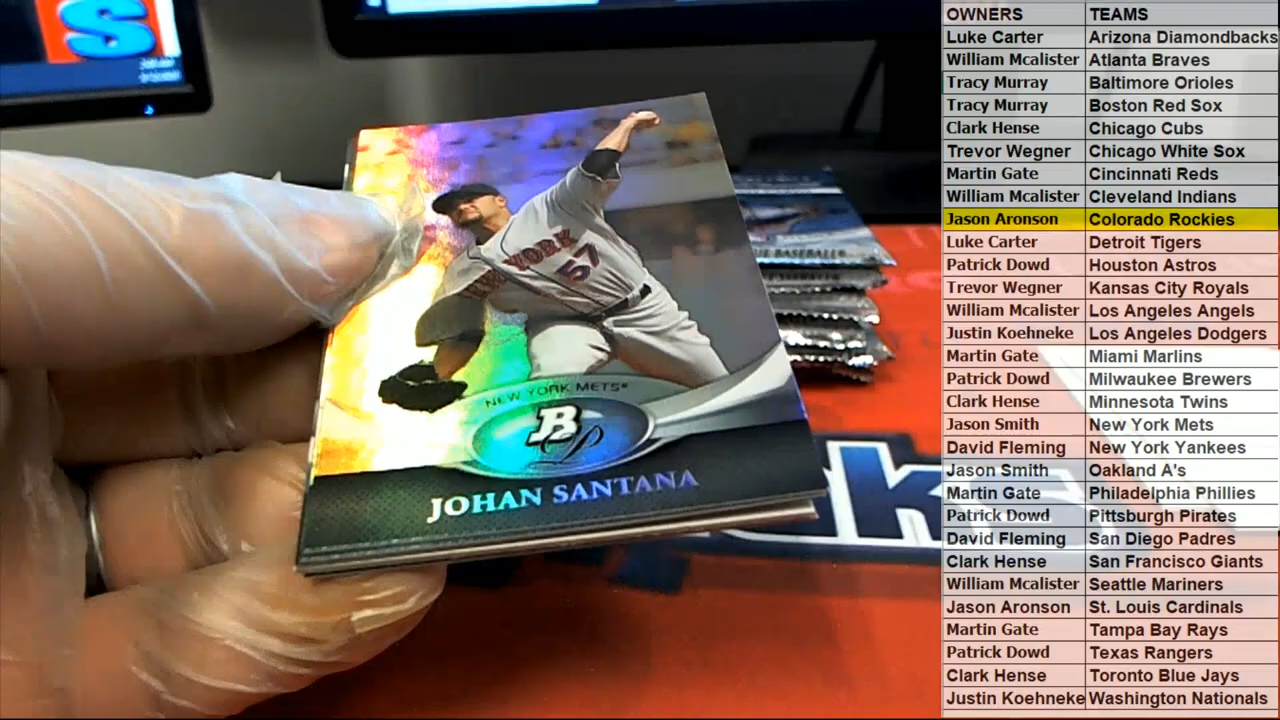 S
NEW YORK
57
NEW YORK METS
B
P
JOHAN SANTANA
BASEBALL
ks
OWNERS TEAMS
Luke Carter Arizona Diamondbacks
William Mcalister Atlanta Braves
Tracy Murray Baltimore Orioles
Tracy Murray Boston Red Sox
Clark Hense Chicago Cubs
Trevor Wegner Chicago White Sox
Martin Gate Cincinnati Reds
William Mcalister Cleveland Indians
Jason Aronson Colorado Rockies
Luke Carter Detroit Tigers
Patrick Dowd Houston Astros
Trevor Wegner Kansas City Royals
William Mcalister Los Angeles Angels
Justin Koehneke Los Angeles Dodgers
Martin Gate Miami Marlins
Patrick Dowd Milwaukee Brewers
Clark Hense Minnesota Twins
Jason Smith New York Mets
David Fleming New York Yankees
Jason Smith Oakland A's
Martin Gate Philadelphia Phillies
Patrick Dowd Pittsburgh Pirates
David Fleming San Diego Padres
Clark Hense San Francisco Giants
William Mcalister Seattle Mariners
Jason Aronson St. Louis Cardinals
Martin Gate Tampa Bay Rays
Patrick Dowd Texas Rangers
Clark Hense Toronto Blue Jays
Justin Koehneke Washington Nationals